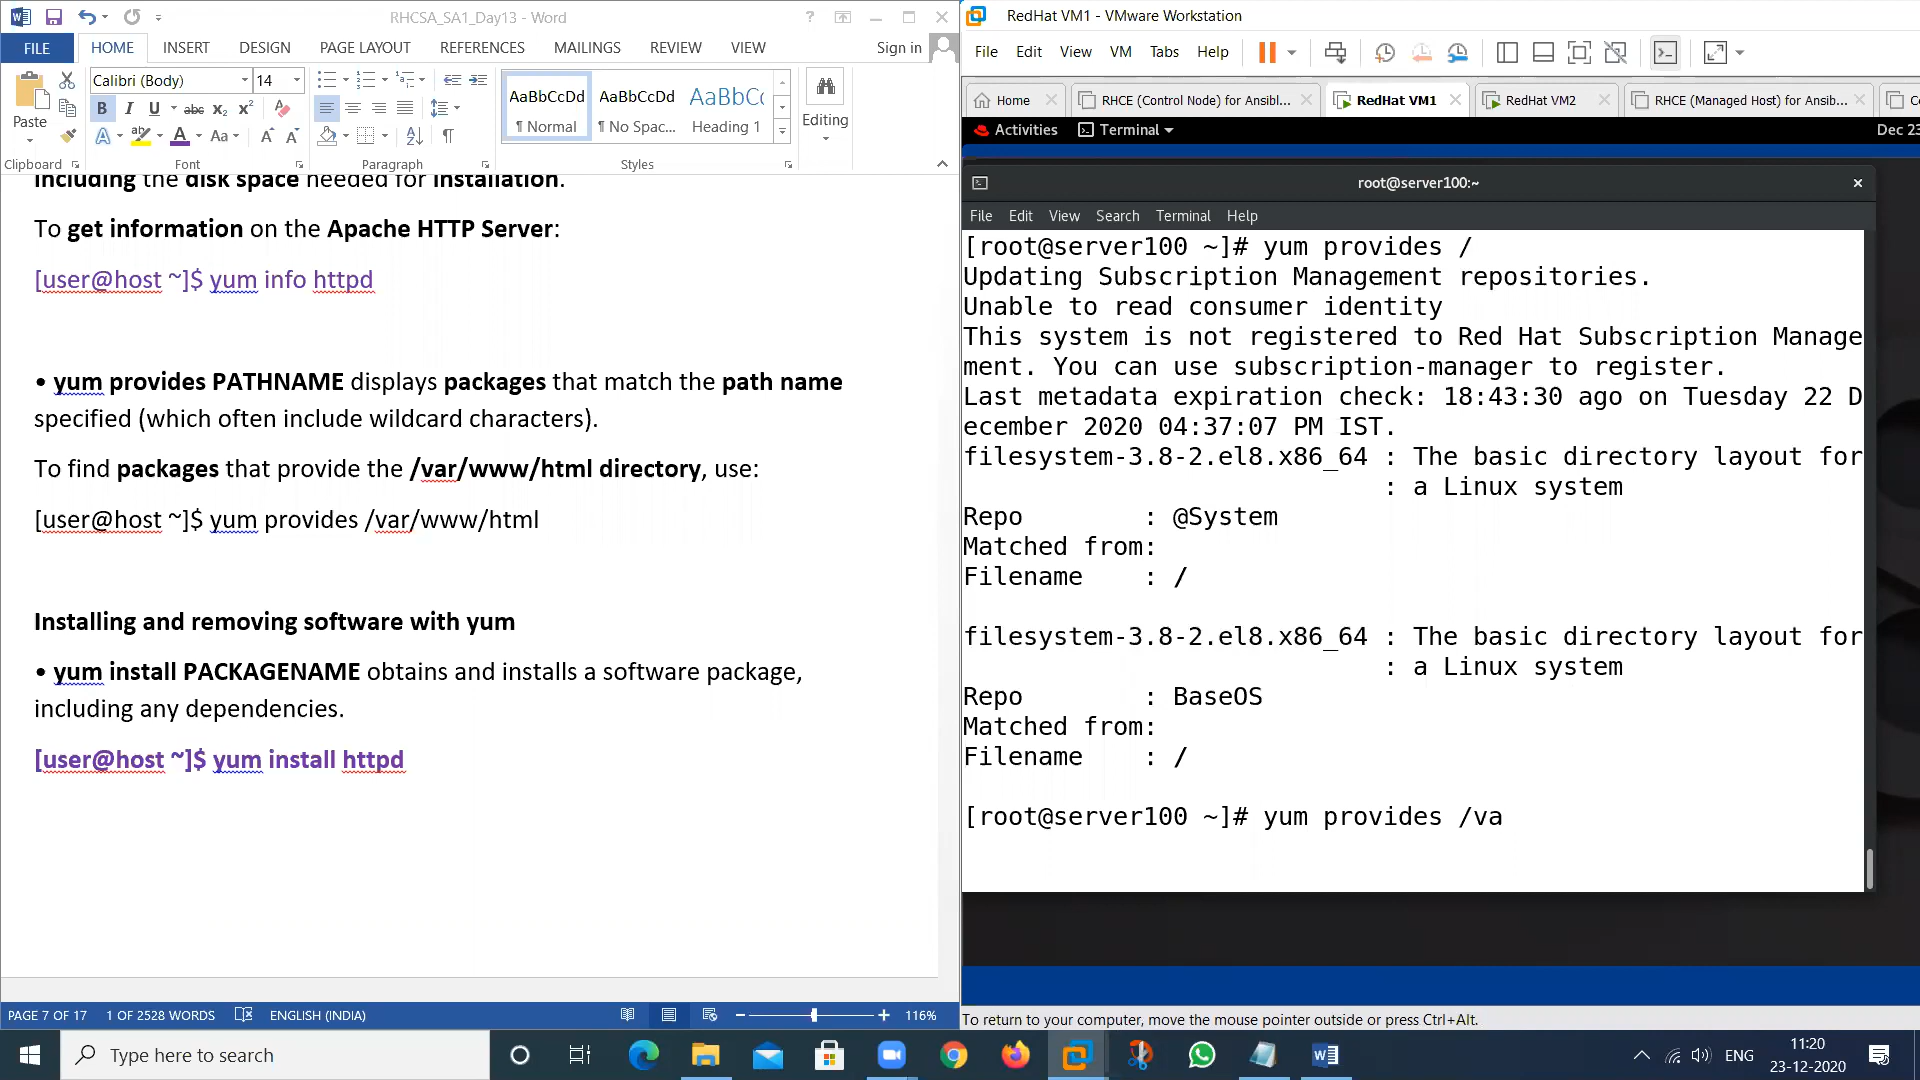 RHCSA_SA1_Day13 - Word
FILE HOME INSERT DESIGN PAGE LAYOUT REFERENCES MAILINGS REVIEW VIEW Sign in
Calibri (Body) 14
Paste
Clipboard Font Paragraph Styles
AaBbCcDd AaBbCcDd AaBbCc
¶ Normal ¶ No Spac... Heading 1
Editing
including the disk space needed for installation.
To get information on the Apache HTTP Server:
[user@host ~]$ yum info httpd
• yum provides PATHNAME displays packages that match the path name
specified (which often include wildcard characters).
To find packages that provide the /var/www/html directory, use:
[user@host ~]$ yum provides /var/www/html
Installing and removing software with yum
• yum install PACKAGENAME obtains and installs a software package,
including any dependencies.
[user@host ~]$ yum install httpd
PAGE 7 OF 17 1 OF 2528 WORDS ENGLISH (INDIA) 116%
RedHat VM1 - VMware Workstation
File Edit View VM Tabs Help
Home RHCE (Control Node) for Ansibl... RedHat VM1 RedHat VM2 RHCE (Managed Host) for Ansib...
Activities Terminal Dec 23
root@server100:~
File Edit View Search Terminal Help
[root@server100 ~]# yum provides /
Updating Subscription Management repositories.
Unable to read consumer identity
This system is not registered to Red Hat Subscription Manage
ment. You can use subscription-manager to register.
Last metadata expiration check: 18:43:30 ago on Tuesday 22 D
ecember 2020 04:37:07 PM IST.
filesystem-3.8-2.el8.x86_64 : The basic directory layout for
: a Linux system
Repo : @System
Matched from:
Filename : /
filesystem-3.8-2.el8.x86_64 : The basic directory layout for
: a Linux system
Repo : BaseOS
Matched from:
Filename : /
[root@server100 ~]# yum provides /va
To return to your computer, move the mouse pointer outside or press Ctrl+Alt.
Type here to search
ENG
11:20
23-12-2020